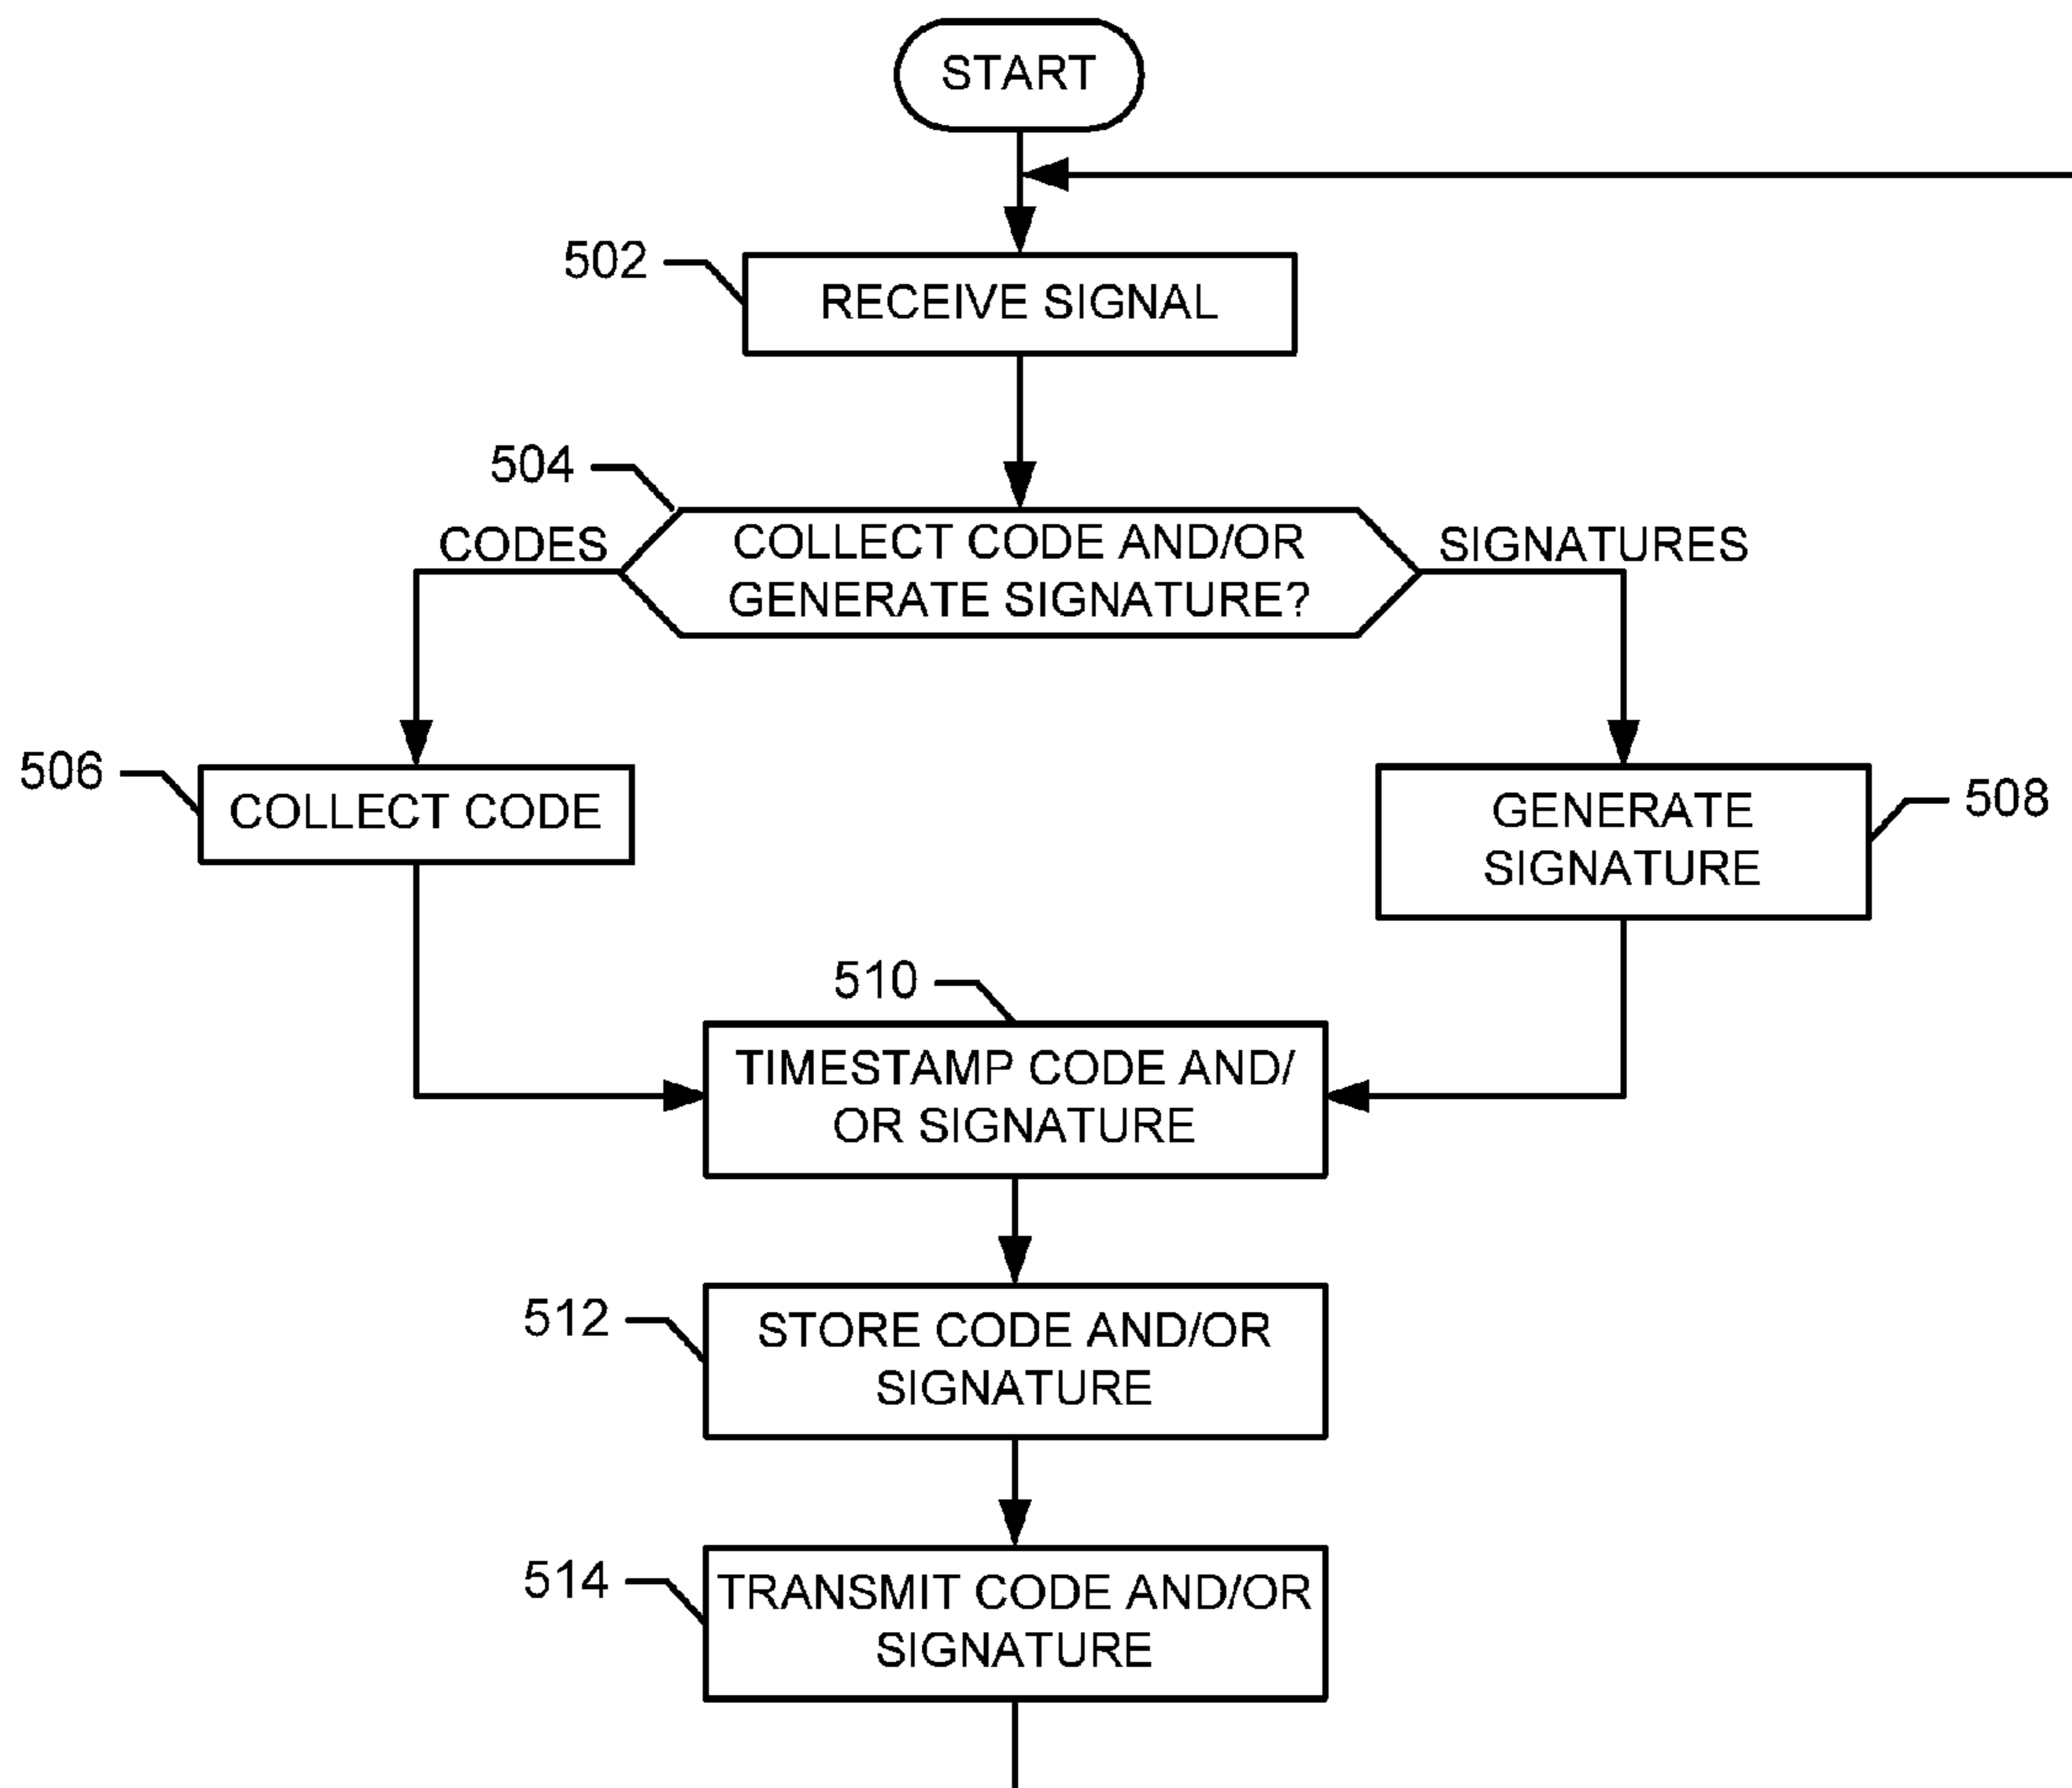 START
502
RECEIVE SIGNAL
504
CODES
COLLECT CODE AND/OR
GENERATE SIGNATURE?
SIGNATURES
506
COLLECT CODE
GENERATE
SIGNATURE
508
510
TIMESTAMP CODE AND/
OR SIGNATURE
512
STORE CODE AND/OR
SIGNATURE
514
TRANSMIT CODE AND/OR
SIGNATURE